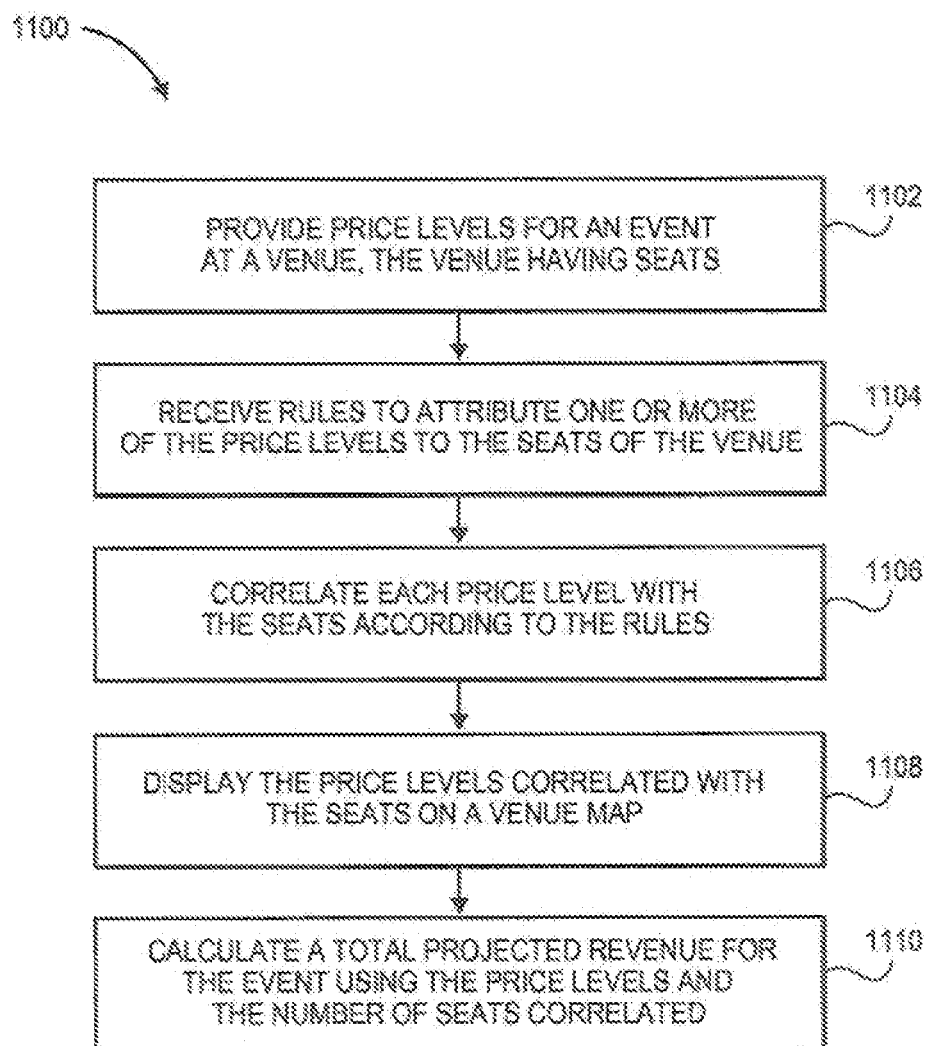 1100
1102
PROVIDE PRICE LEVELS FOR AN EVENT
AT A VENUE, THE VENUE HAVING SEATS
1104
RECEIVE RULES TO ATTRIBUTE ONE OR MORE
OF THE PRICE LEVELS TO THE SEATS OF THE VENUE
1106
CORRELATE EACH PRICE LEVEL WITH
THE SEATS ACCORDING TO THE RULES
1108
DISPLAY THE PRICE LEVELS CORRELATED WITH
THE SEATS ON A VENUE MAP
1110
CALCULATE A TOTAL PROJECTED REVENUE FOR
THE EVENT USING THE PRICE LEVELS AND
THE NUMBER OF SEATS CORRELATED